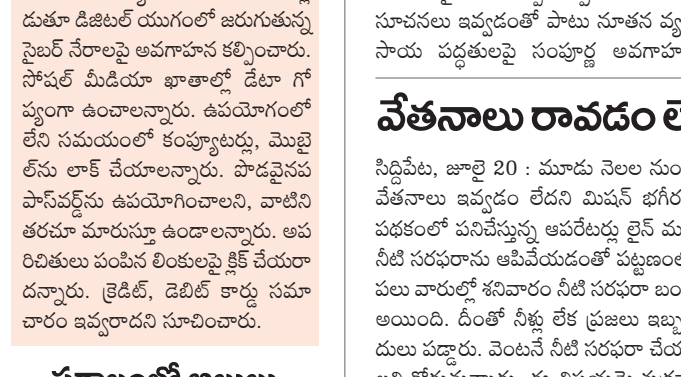 డుతూ డిజిటల్ యుగంలో జరుగుతున్న
సైబర్ నేరాలపై అవగాహన కల్పించారు.
సోషల్ మీడియా ఖాతాల్లో డేటా గో
ప్యంగా ఉంచాలన్నారు. ఉపయోగంలో
లేని సమయంలో కంప్యూటర్లు, మొబై
ల్‌ను లాక్ చేయాలన్నారు. పొడవైనప
పాస్‌వర్డ్‌ను ఉపయోగించాలని, వాటిని
తరచూ మారుస్తూ ఉండాలన్నారు. అప
రిచితులు పంపిన లింకులపై క్లిక్ చేయరా
దన్నారు. క్రెడిట్, డెబిట్ కార్డు సమా
చారం ఇవ్వరాదని సూచించారు.
సూచనలు ఇవ్వడంతో పాటు నూతన వ్య
సాయ పద్ధతులపై సంపూర్ణ అవగాహ
వేతనాలు రావడం లే
సిద్దిపేట, జూలై 20 : మూడు నెలల నుం
వేతనాలు ఇవ్వడం లేదని మిషన్ భగీర
పథకంలో పనిచేస్తున్న ఆపరేటర్లు లైన్ మ
నీటి సరఫరాను ఆపివేయడంతో పట్టణంల
పలు వార్డుల్లో శనివారం నీటి సరఫరా బం
అయింది. దీంతో నీళ్లు లేక ప్రజలు ఇబ్బ
దులు పడ్డారు. వెంటనే నీటి సరఫరా చేయ